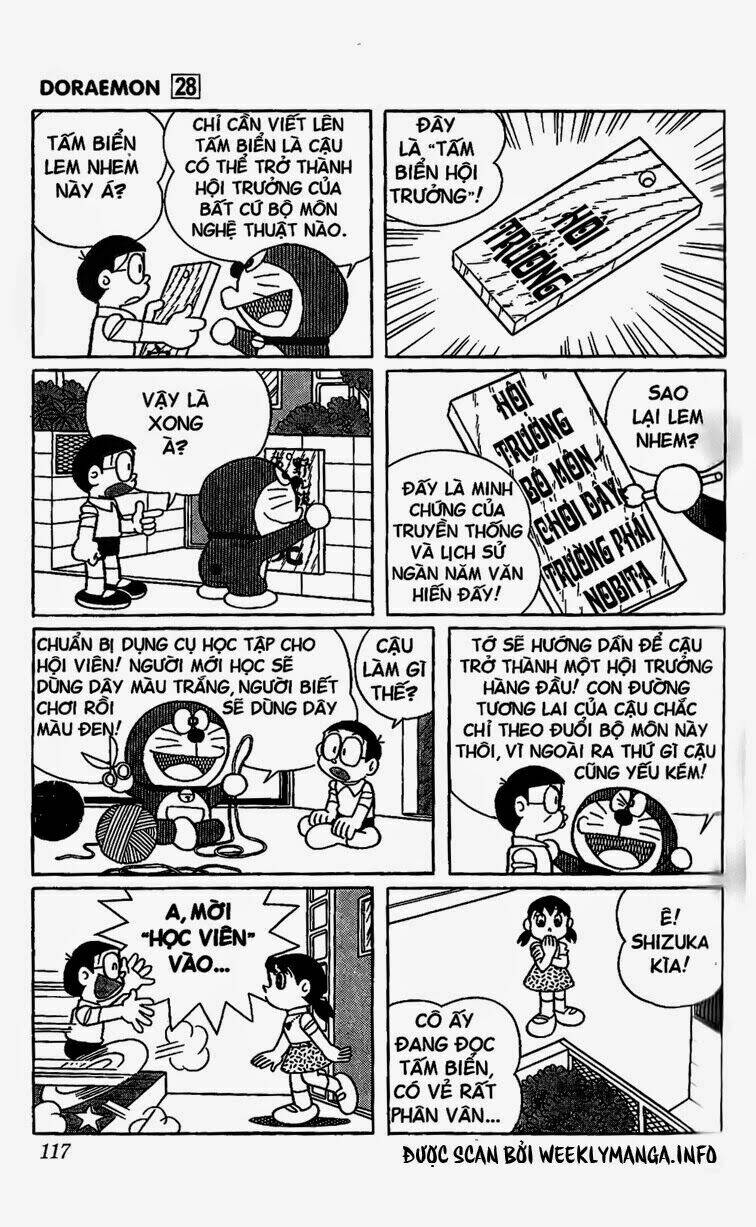 DORAEMON 28
ĐÂY
LÀ "TẤM
BIỂN HỘI
TRƯỞNG"!
HỘI
TRƯỞNG
CHỈ CẦN VIẾT LÊN
TẤM BIỂN LÀ CẬU
CÓ THỂ TRỞ THÀNH
HỘI TRƯỞNG CỦA
BẤT CỨ BỘ MÔN
NGHỆ THUẬT NÀO.
TẤM BIỂN
LEM NHEM
NÀY Á?
SAO
LẠI LEM
NHEM?
HỘI
TRƯỞNG
BỘ MÔN
CHƠI DÂY
TRƯỜNG PHÁI
NOBITA
ĐẤY LÀ MINH
CHỨNG CỦA
TRUYỀN THỐNG
VÀ LỊCH SỬ
NGÀN NĂM VĂN
HIẾN ĐẤY!
VẬY LÀ
XONG
À?
TỚ SẼ HƯỚNG DẪN ĐỂ CẬU
TRỞ THÀNH MỘT HỘI TRƯỞNG
HÀNG ĐẦU! CON ĐƯỜNG
TƯƠNG LAI CỦA CẬU CHẮC
CHỈ THEO ĐUỔI BỘ MÔN NÀY
THÔI, VÌ NGOÀI RA THỨ GÌ CẬU
CŨNG YẾU KÉM!
CẬU
LÀM GÌ
THẾ?
CHUẨN BỊ DỤNG CỤ HỌC TẬP CHO
HỘI VIÊN! NGƯỜI MỚI HỌC SẼ
DÙNG DÂY MÀU TRẮNG, NGƯỜI BIẾT
CHƠI RỒI SẼ DÙNG DÂY
MÀU ĐEN!
Ê!
SHIZUKA
KÌA!
CÔ ẤY
ĐANG ĐỌC
TẤM BIỂN,
CÓ VẺ RẤT
PHÂN VÂN...
A, MỜI
"HỌC VIÊN"
VÀO...
117
ĐƯỢC SCAN BỞI WEEKLYMANGA.INFO